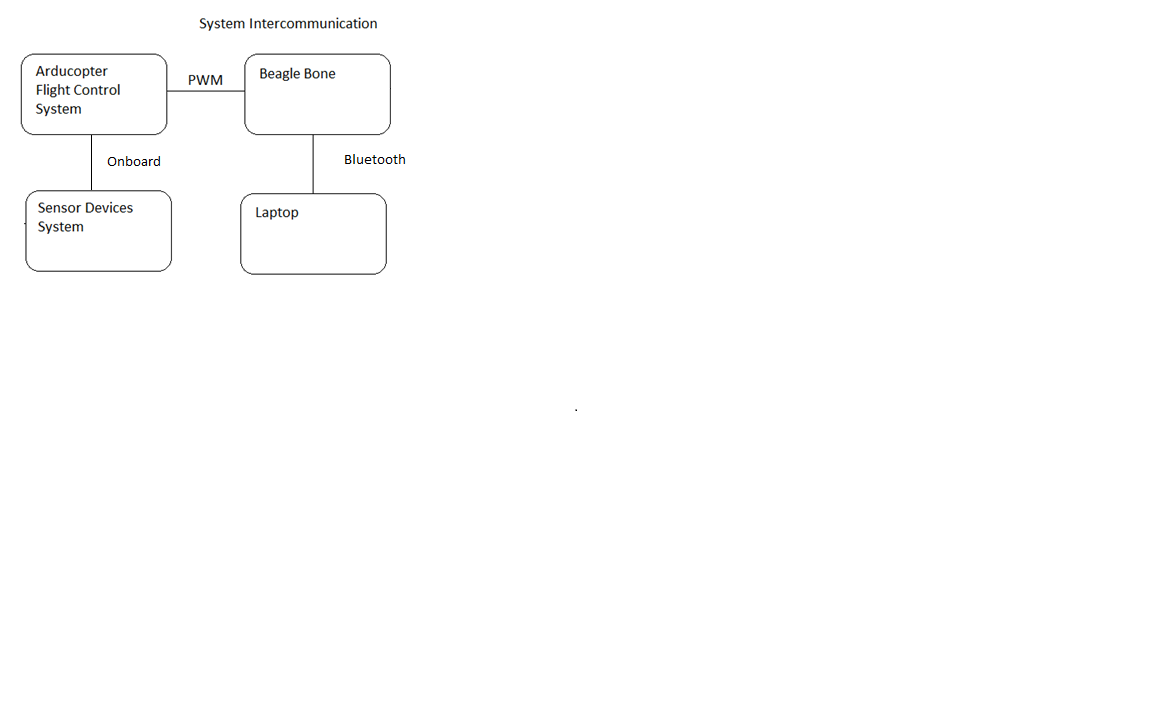 System Intercommunication
Arducopter
Flight Control
System
PWM
Beagle Bone
Onboard
Bluetooth
Sensor Devices
System
Laptop